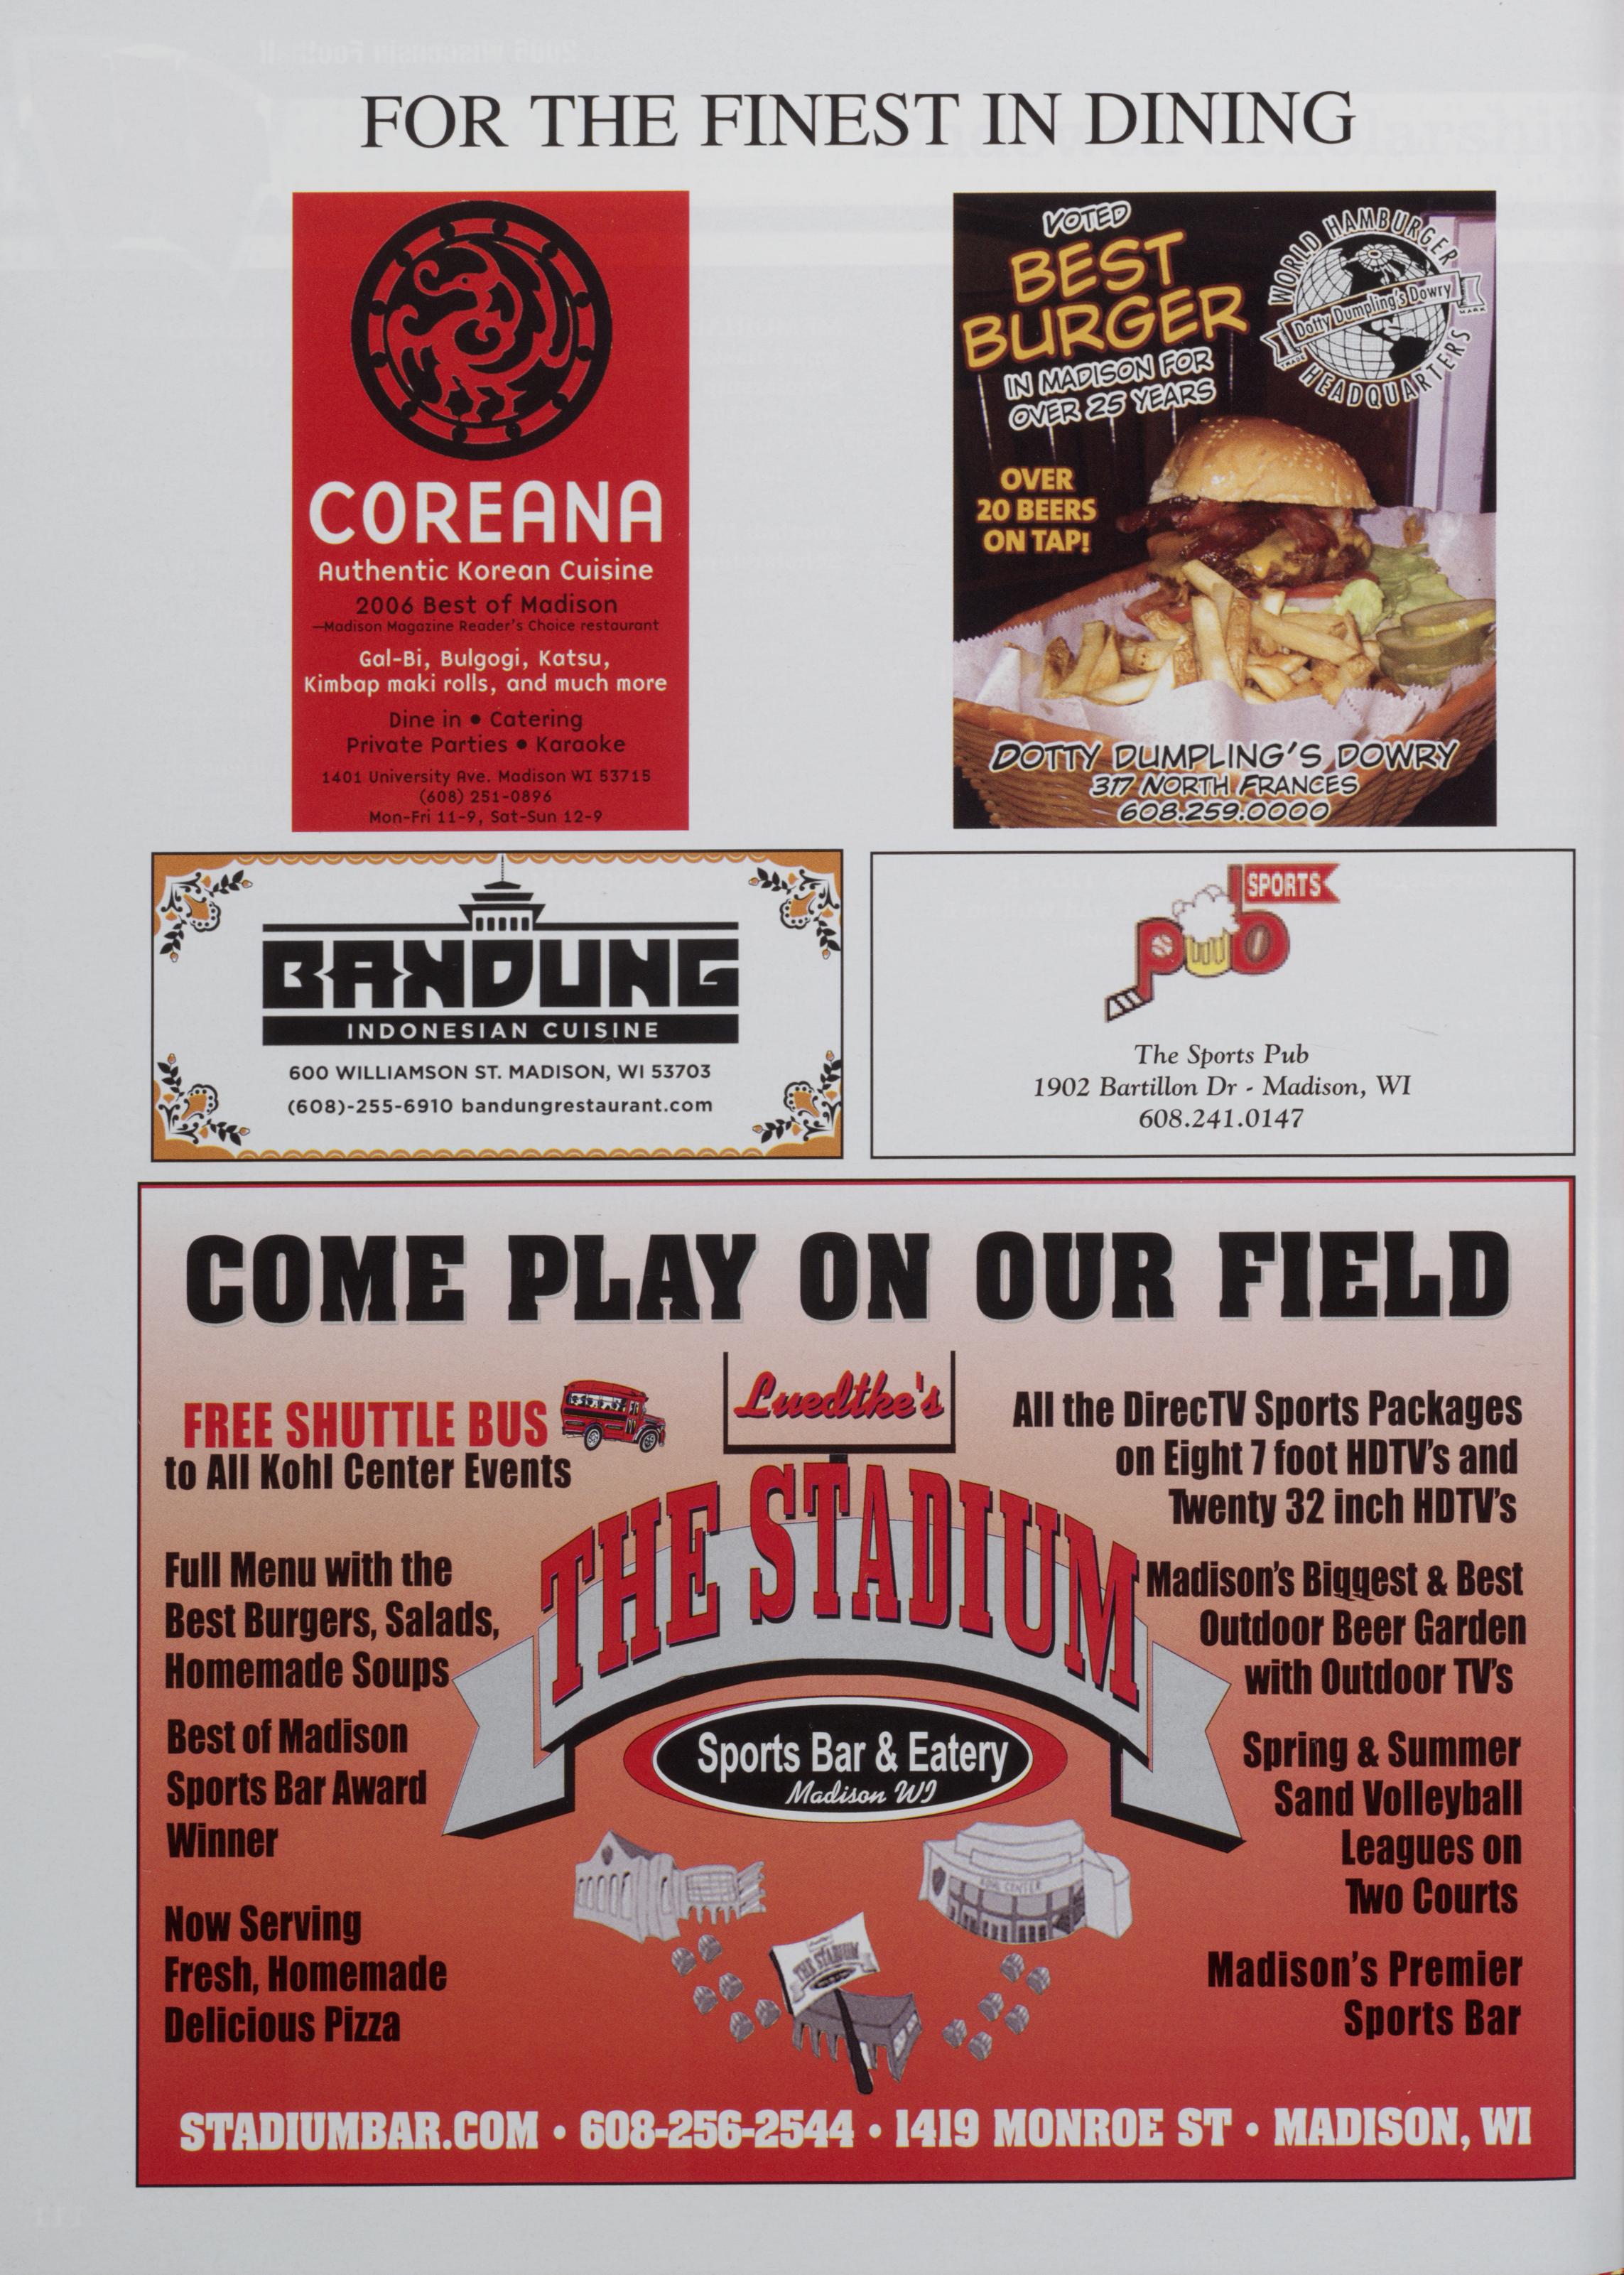 FOR THE FINEST IN DINING
COREANA
Authentic Korean Cuisine
2006 Best of Madison
—Madison Magazine Reader's Choice restaurant
Gal-Bi, Bulgogi, Katsu,
Kimbap maki rolls, and much more
Dine in • Catering
Private Parties • Karaoke
1401 University Ave. Madison WI 53715
(608) 251-0896
Mon-Fri 11-9, Sat-Sun 12-9
VOTED
BEST
BURGER
IN MADISON FOR
OVER 25 YEARS
WORLD HAMBURGER
Dotty Dumpling's Dowry
HEADQUARTERS
OVER
20 BEERS
ON TAP!
DOTTY DUMPLING'S DOWRY
317 NORTH FRANCES
608.259.0000
BANDUNG
INDONESIAN CUISINE
600 WILLIAMSON ST. MADISON, WI 53703
(608)-255-6910 bandungrestaurant.com
SPORTS
pub
The Sports Pub
1902 Bartillon Dr - Madison, WI
608.241.0147
COME PLAY ON OUR FIELD
FREE SHUTTLE BUS
to All Kohl Center Events
Full Menu with the
Best Burgers, Salads,
Homemade Soups
Best of Madison
Sports Bar Award
Winner
Now Serving
Fresh, Homemade
Delicious Pizza
Luedtke's
THE STADIUM
Sports Bar & Eatery
Madison WI
KOHL CENTER
Luedtke's
THE STADIUM
All the DirecTV Sports Packages
on Eight 7 foot HDTV's and
Twenty 32 inch HDTV's
Madison's Biggest & Best
Outdoor Beer Garden
with Outdoor TV's
Spring & Summer
Sand Volleyball
Leagues on
Two Courts
Madison's Premier
Sports Bar
STADIUMBAR.COM • 608-256-2544 • 1419 MONROE ST • MADISON, WI